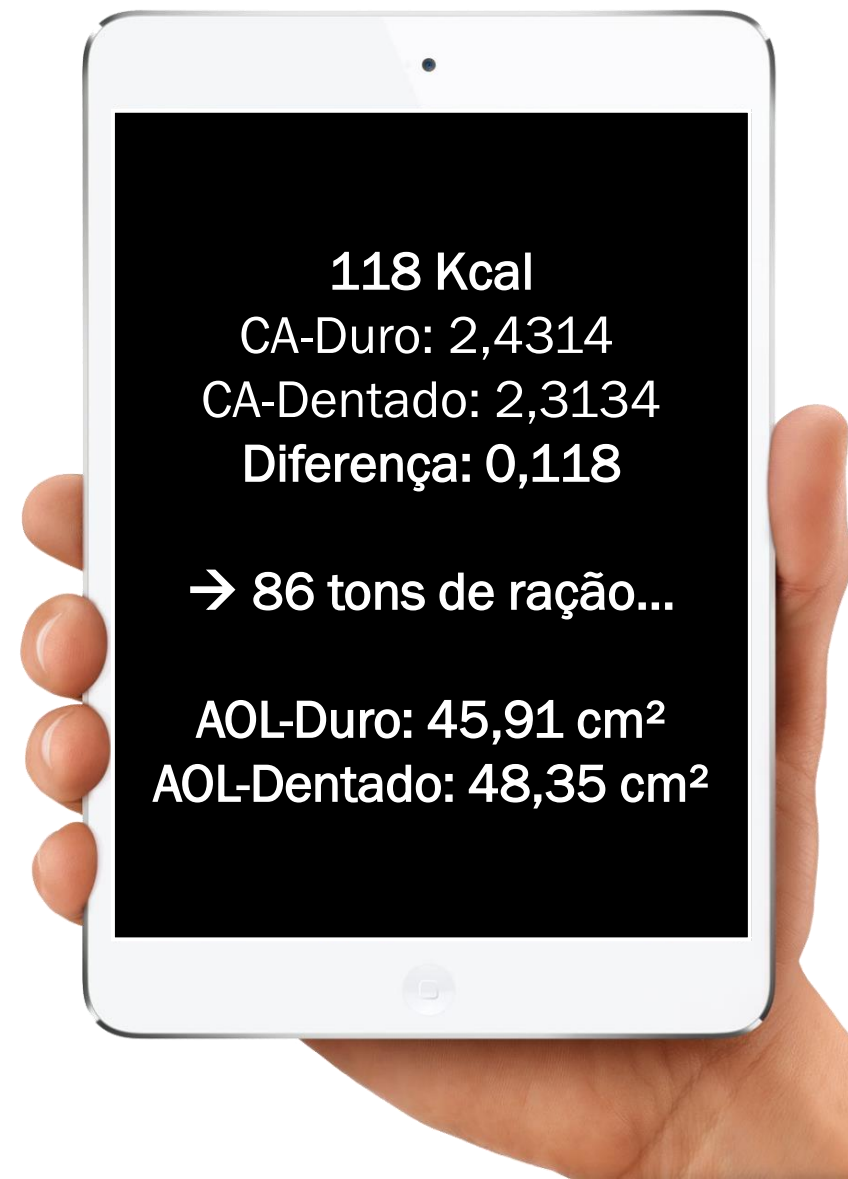 118 Kcal
CA-Duro: 2,4314
CA-Dentado: 2,3134
Diferença: 0,118
→ 86 tons de ração...
AOL-Duro: 45,91 cm²
AOL-Dentado: 48,35 cm²